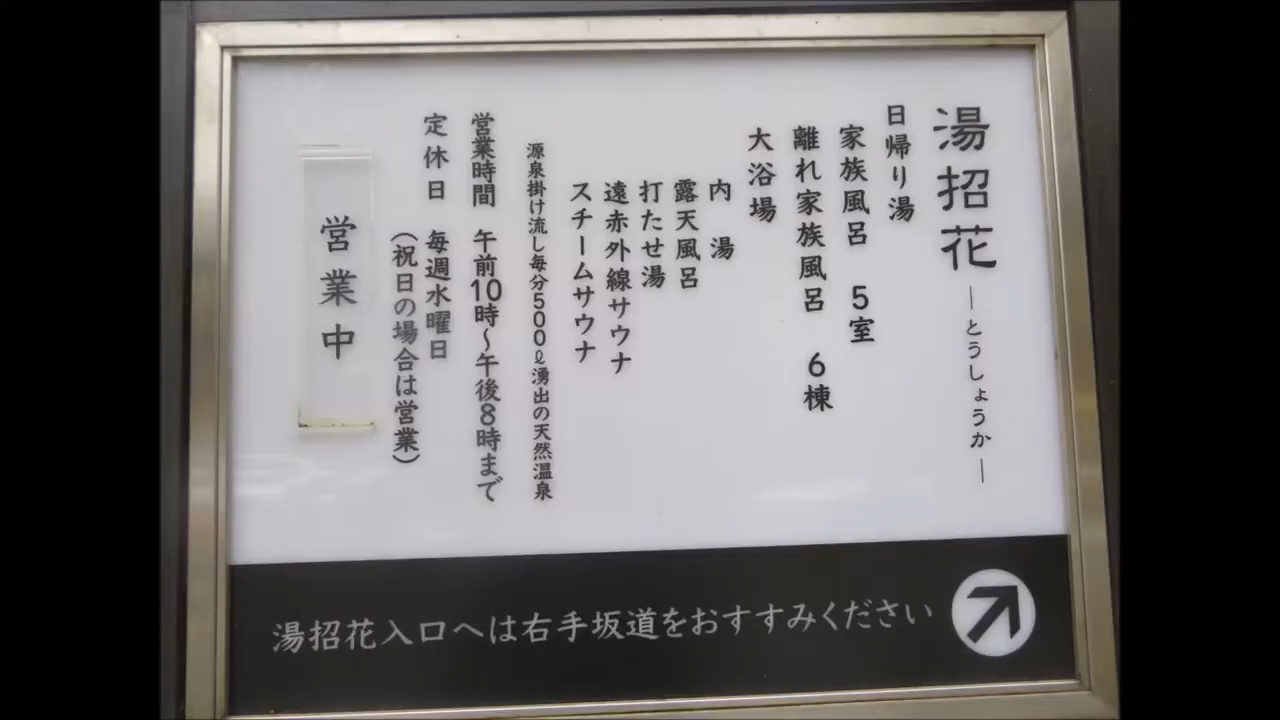 湯招花 ―とうしょうか―
日帰り湯
家族風呂 5室
離れ家族風呂 6棟
大浴場
内湯
露天風呂
打たせ湯
遠赤外線サウナ
スチームサウナ
源泉掛け流し毎分500ℓ湧出の天然温泉
営業時間 午前10時〜午後8時まで
定休日 毎週水曜日
(祝日の場合は営業)
営業中
湯招花入口へは右手坂道をおすすみください